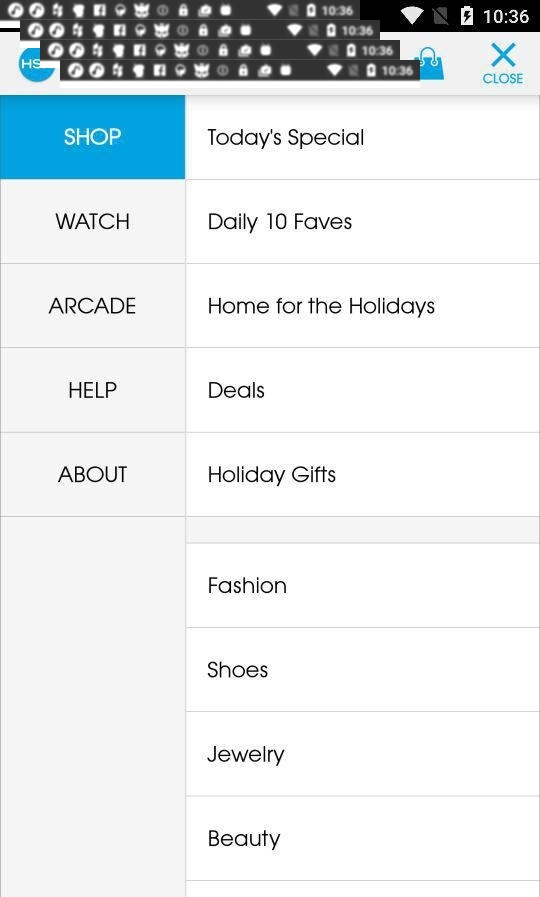 10:36
10:36
10:36
10:36
10:36
HS
CLOSE
SHOP
Today's Special
WATCH
Daily 10 Faves
ARCADE
Home for the Holidays
HELP
Deals
ABOUT
Holiday Gifts
Fashion
Shoes
Jewelry
Beauty